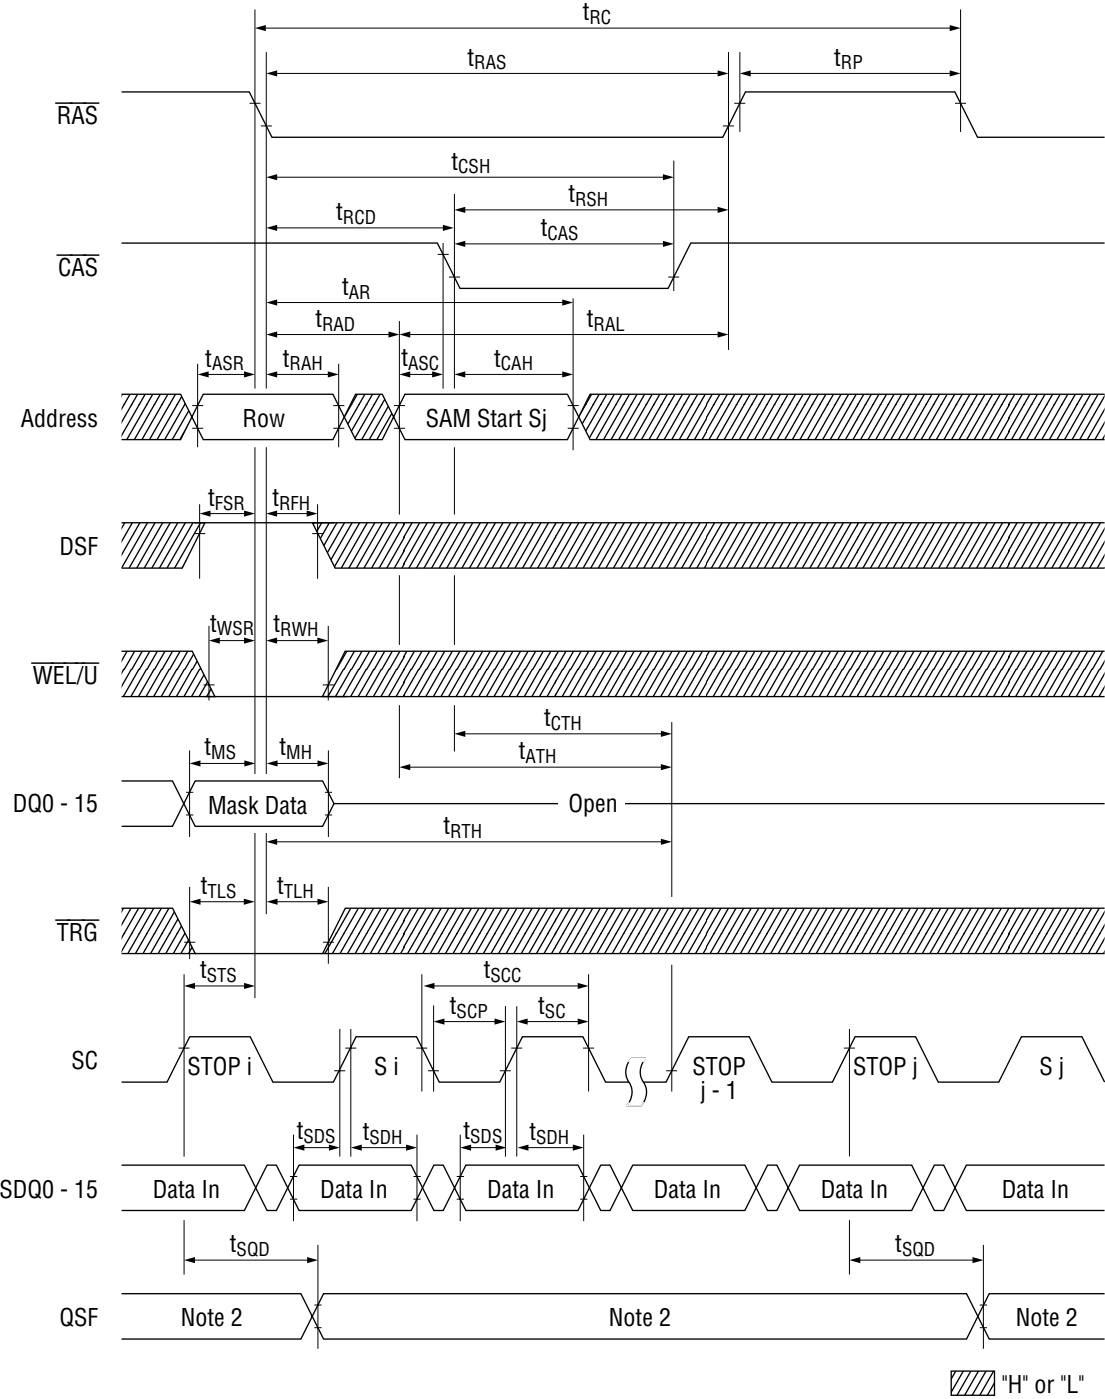 tRC
tRAS tRP
RAS
tCSH
tRSH
tRCD
tCAS
CAS
tAR
tRAD tRAL
tASR tRAH tASC tCAH
Address Row SAM Start Sj
tFSR tRFH
DSF
tWSR tRWH
WEL/U
tCTH
tMS tMH tATH
DQ0 - 15 Mask Data Open
tRTH
tTLS tTLH
TRG
tSTS tSCC
tSCP tSC
SC STOP i S i STOP j - 1 STOP j S j
tSDS tSDH tSDS tSDH
SDQ0 - 15 Data In Data In Data In Data In Data In Data In
tSQD tSQD
QSF Note 2 Note 2 Note 2
"H" or "L"